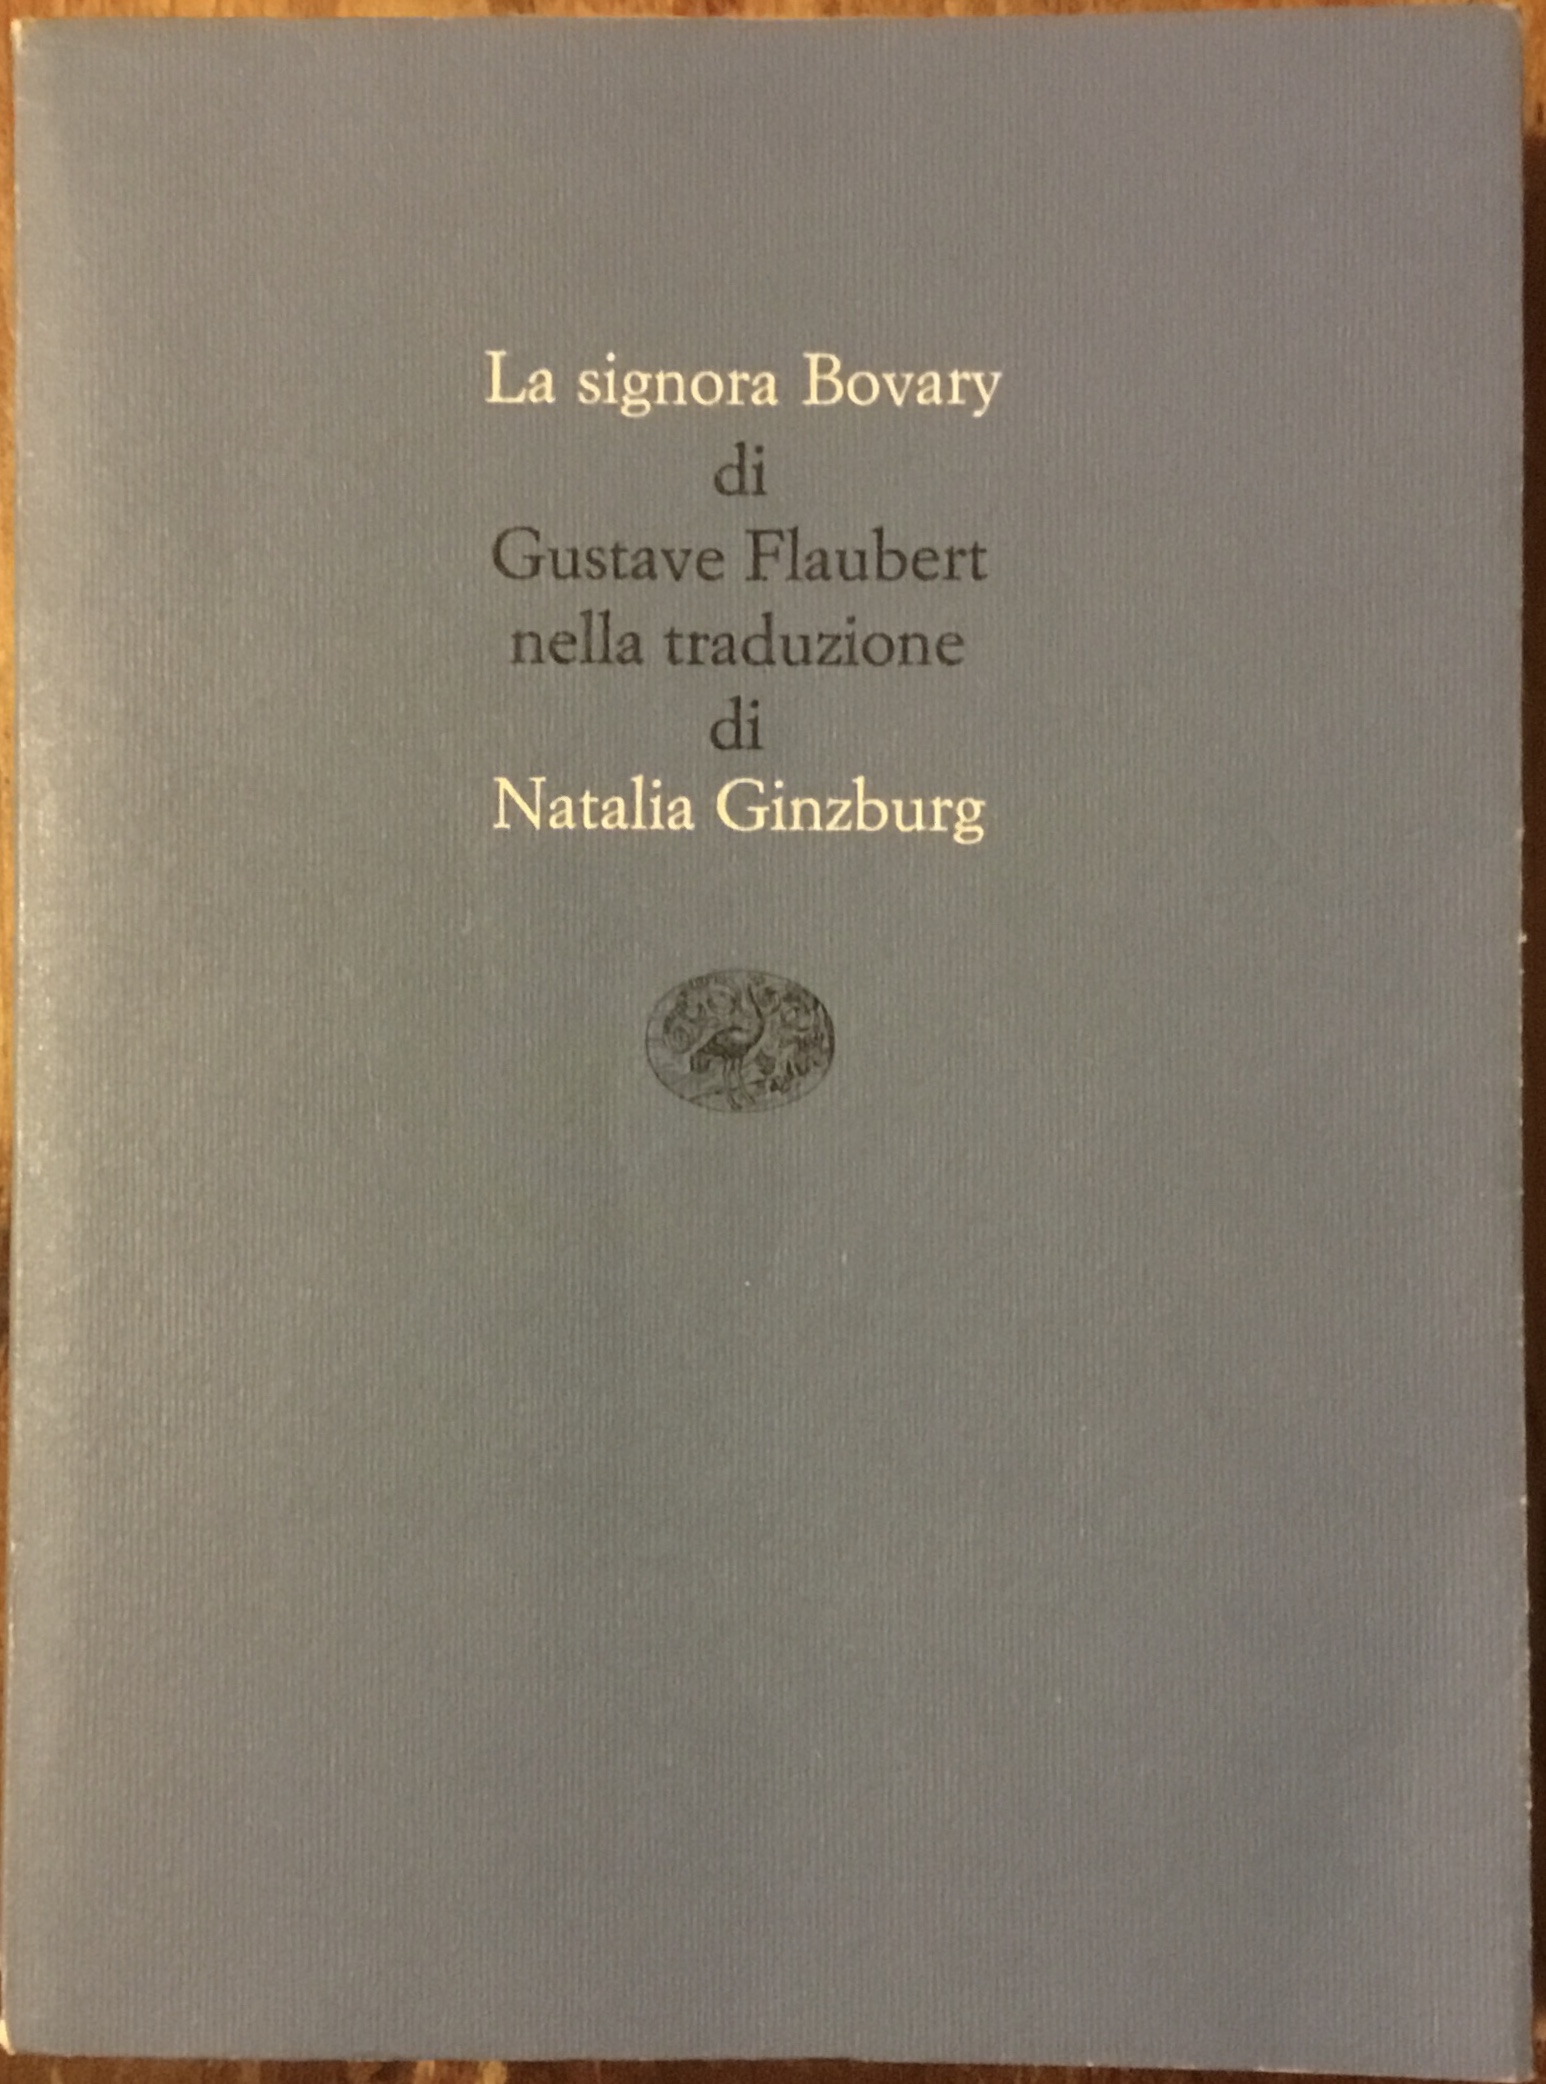 La signora Bovary
di
Gustave Flaubert
nella traduzione
di
Natalia Ginzburg